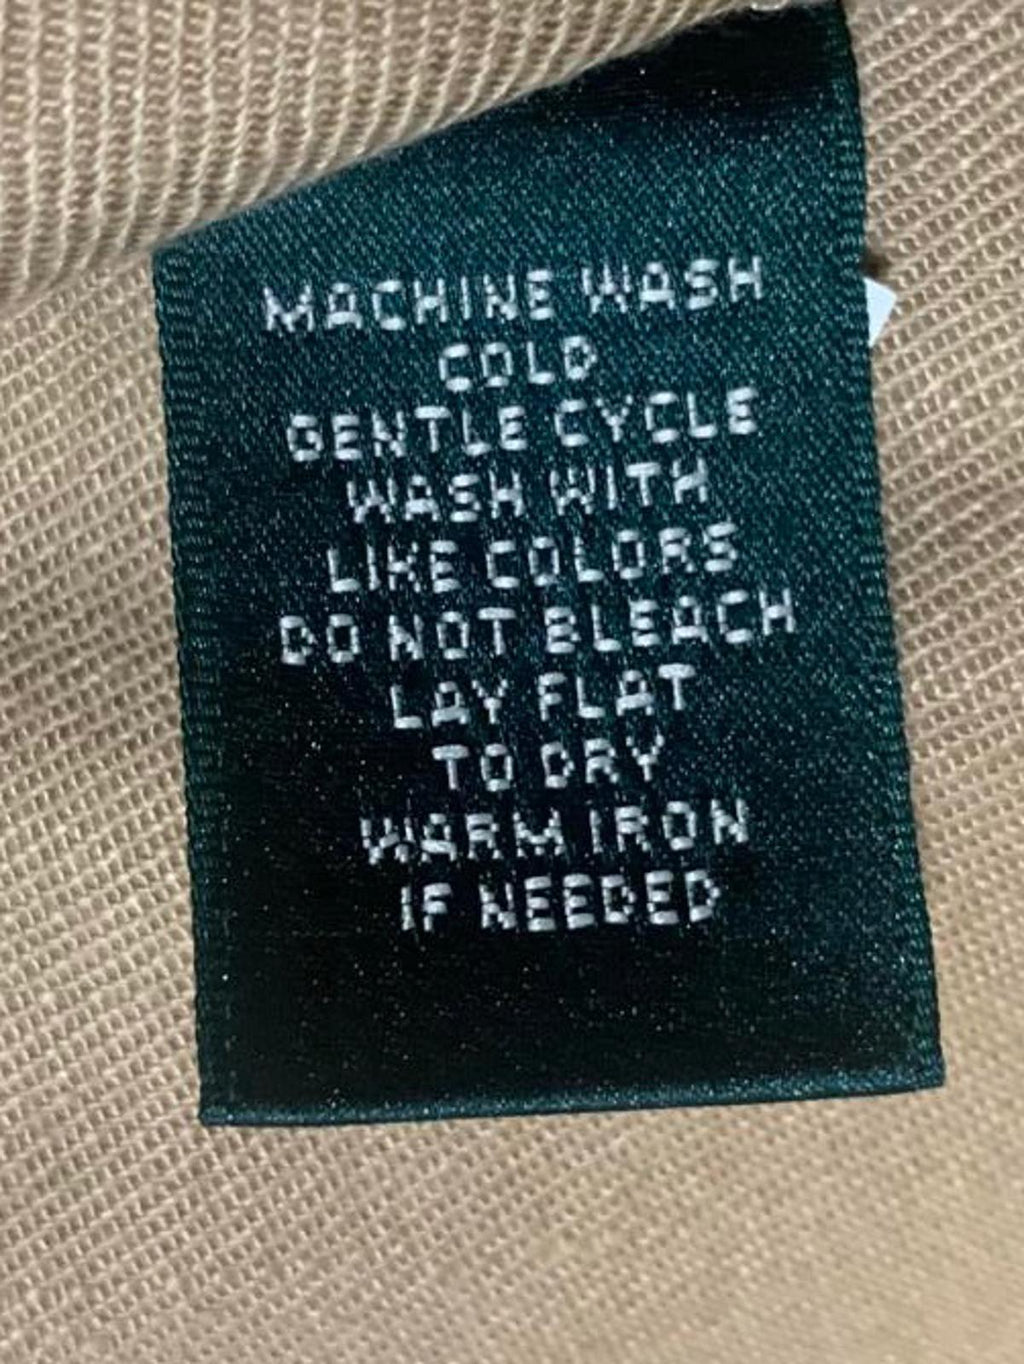 MACHINE WASH
COLD
GENTLE CYCLE
WASH WITH
LIKE COLORS
DO NOT BLEACH
LAY FLAT
TO DRY
WARM IRON
IF NEEDED